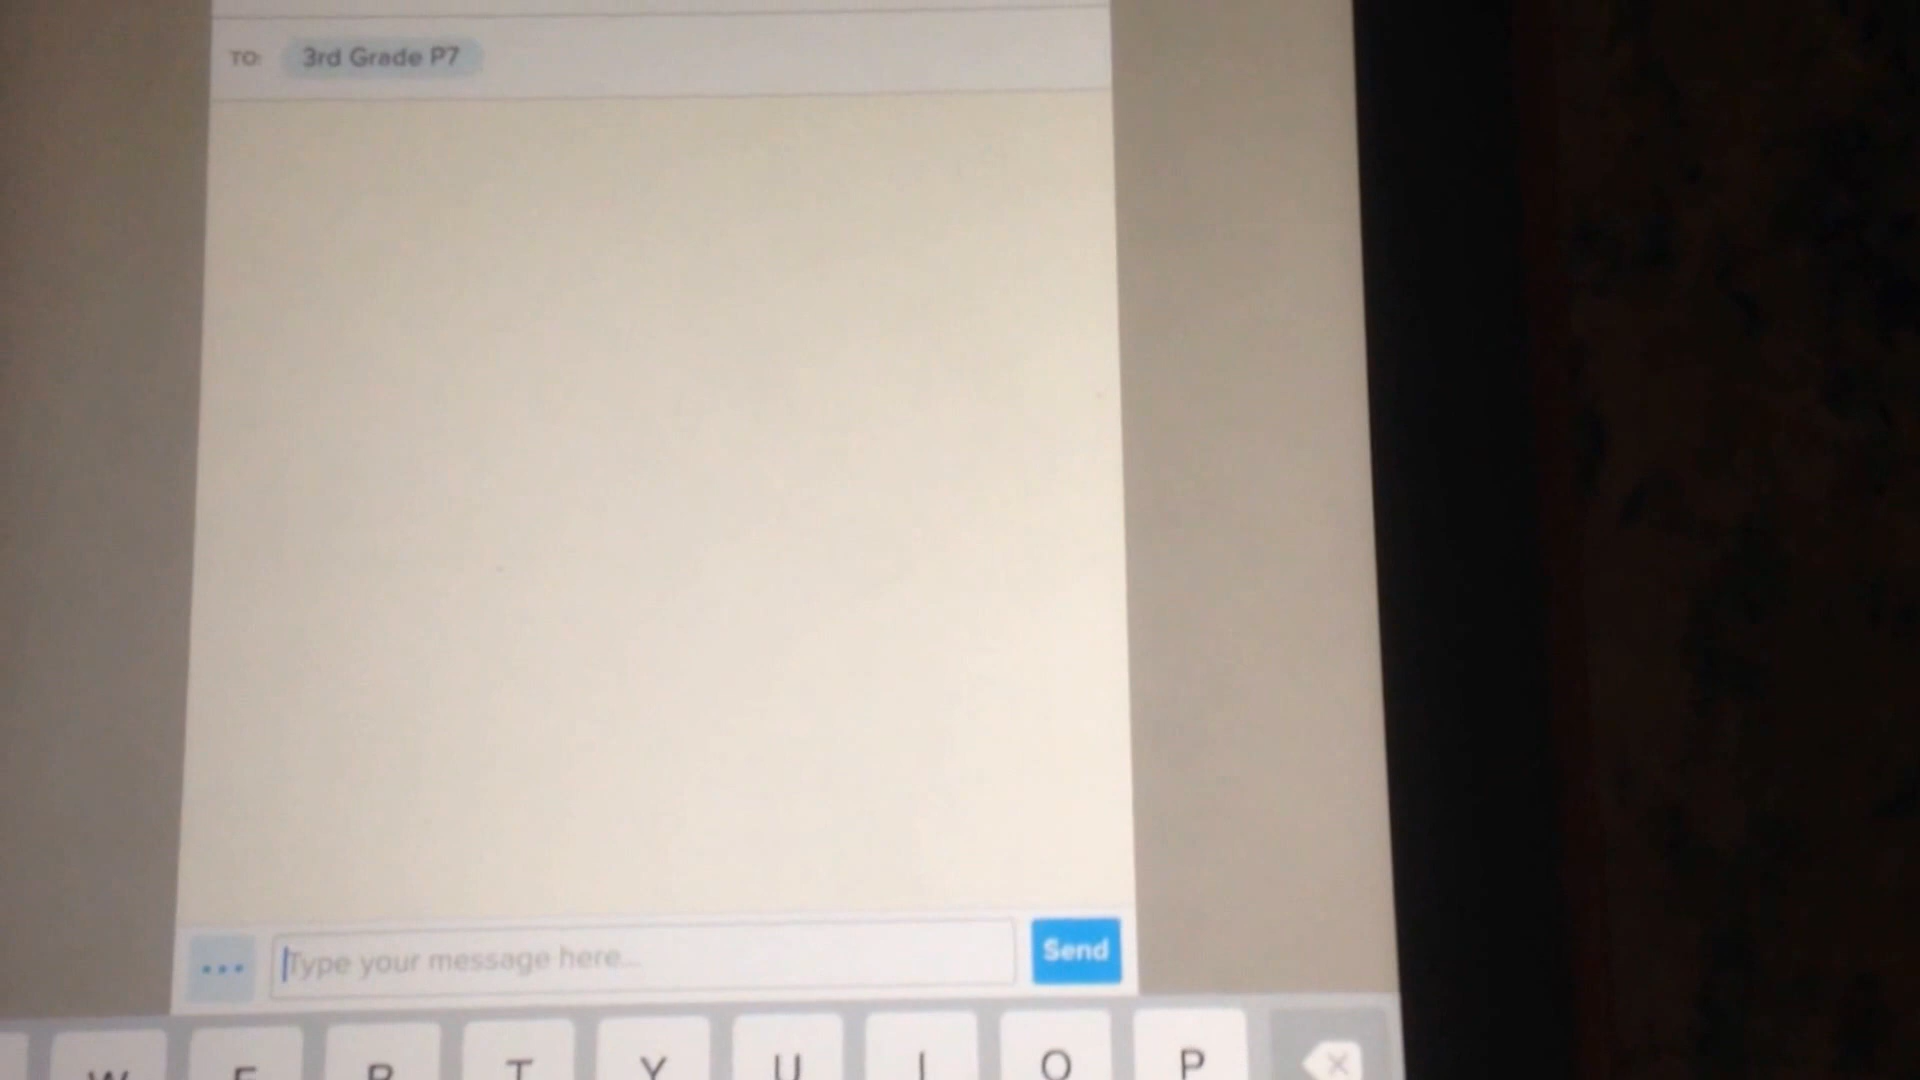 TO: 3rd Grade P7
Type your message here...
Send
W E R T Y U I O P